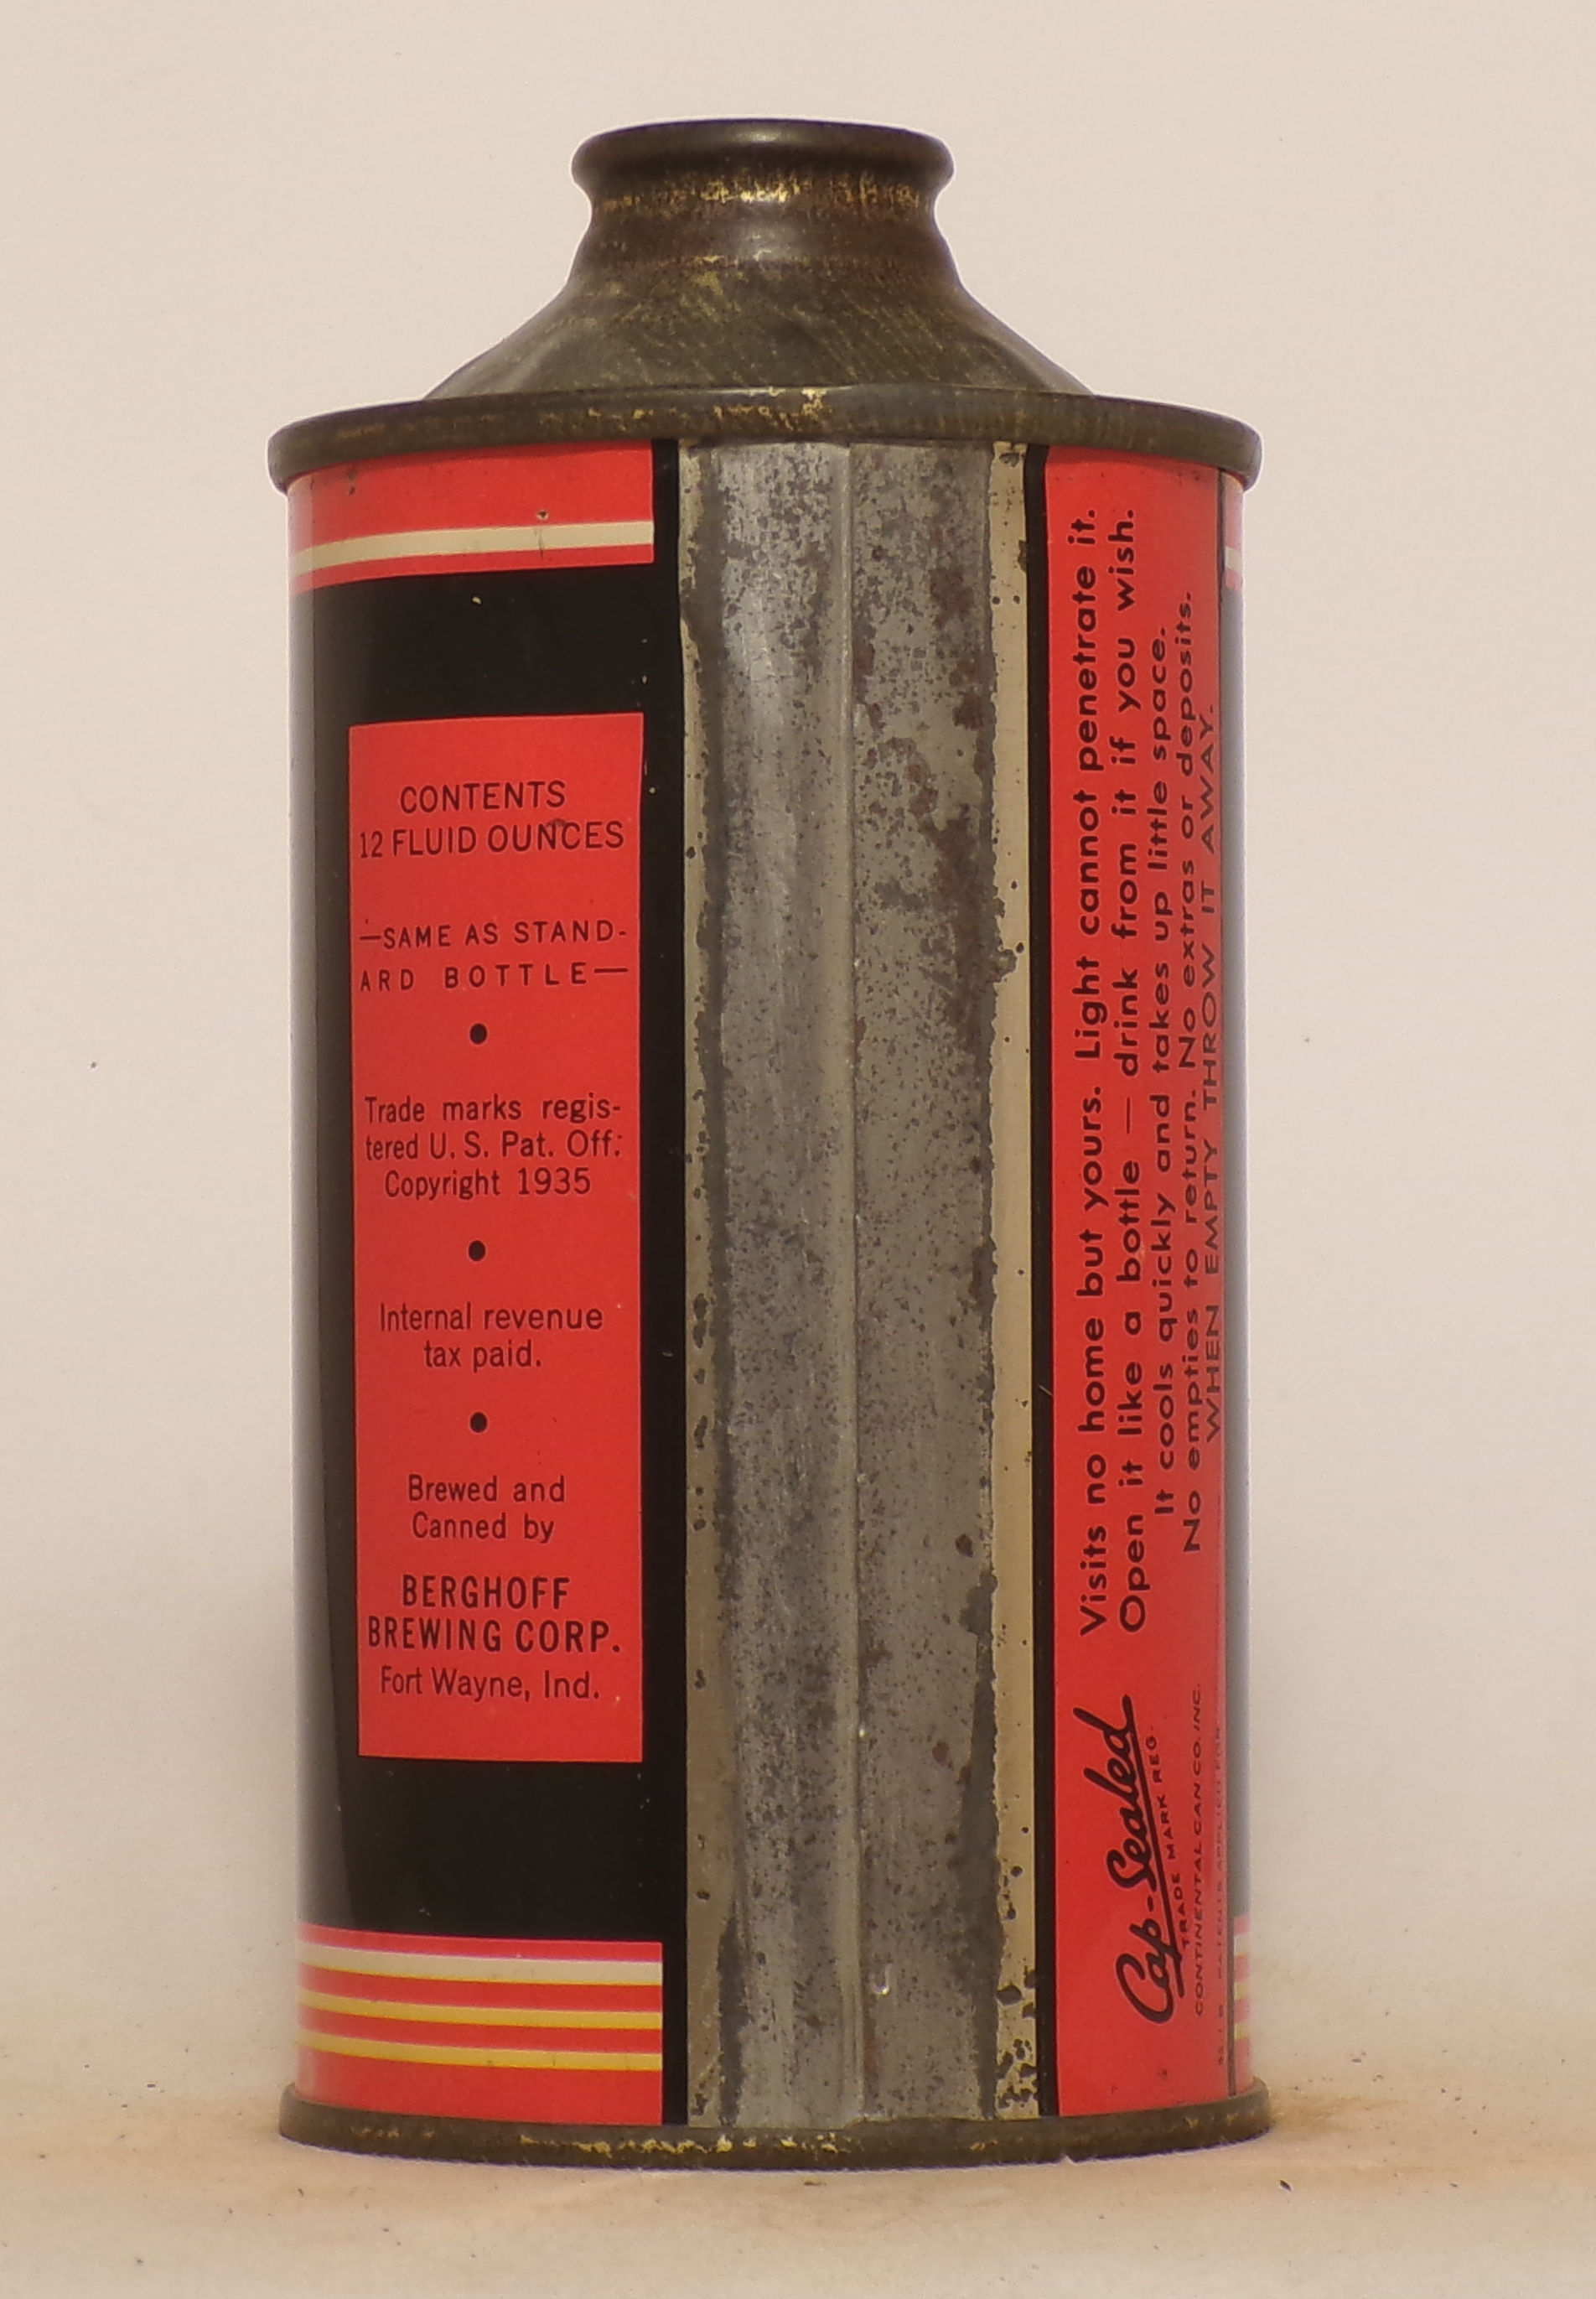 CONTENTS
12 FLUID OUNCES
—SAME AS STAND-
ARD BOTTLE—
Trade marks regis-
tered U. S. Pat. Off.
Copyright 1935
Internal revenue
tax paid.
Brewed and
Canned by
BERGHOFF
BREWING CORP.
Fort Wayne, Ind.
Visits no home but yours. Light cannot penetrate it.
Open it like a bottle — drink from it if you wish.
It cools quickly and takes up little space.
No empties to return. No extras or deposits.
WHEN EMPTY THROW IT AWAY.
Cap-Sealed
TRADE MARK REG.
CONTINENTAL CAN CO. INC.